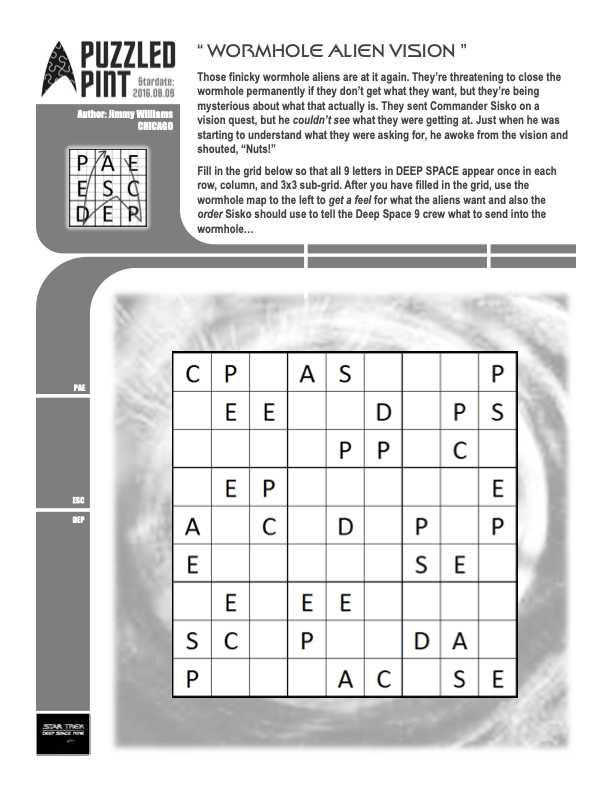 PUZZLED
PINT
Stardate:
2016.08.09
Author: Jimmy Williams
CHICAGO
P A E
E S C
D E P
“ WORMHOLE ALIEN VISION ”
Those finicky wormhole aliens are at it again. They’re threatening to close the
wormhole permanently if they don’t get what they want, but they’re being
mysterious about what that actually is. They sent Commander Sisko on a
vision quest, but he couldn’t see what they were getting at. Just when he was
starting to understand what they were asking for, he awoke from the vision and
shouted, “Nuts!”
Fill in the grid below so that all 9 letters in DEEP SPACE appear once in each
row, column, and 3x3 sub-grid. After you have filled in the grid, use the
wormhole map to the left to get a feel for what the aliens want and also the
order Sisko should use to tell the Deep Space 9 crew what to send into the
wormhole…
PAE
ESC
DEP
C P A S P
E E D P S
P P C
E P E
A C D P P
E S E
E E E
S C P D A
P A C S E
STAR TREK
DEEP SPACE NINE